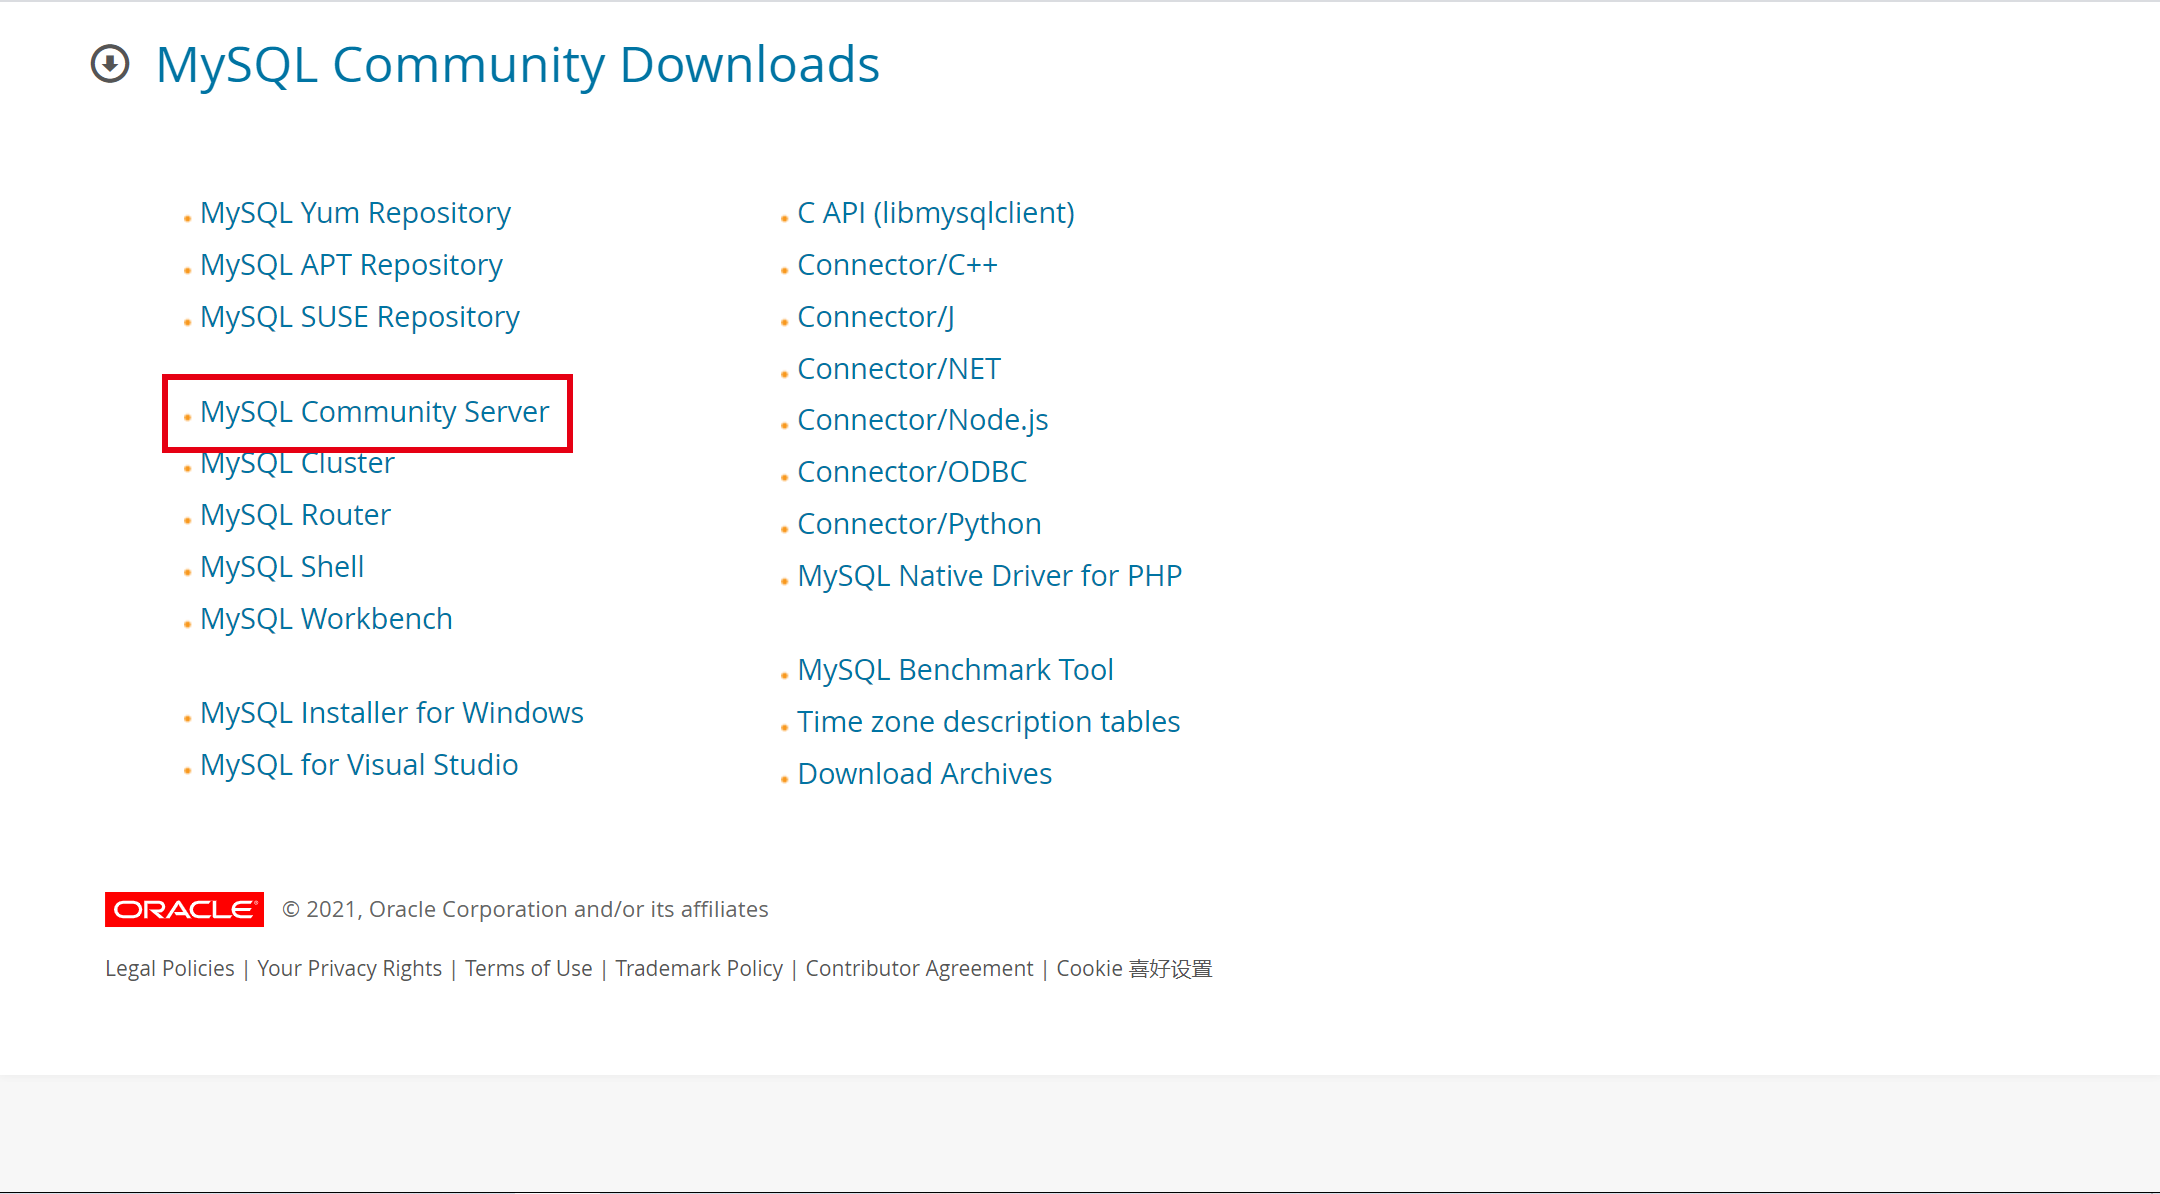 MySQL Community Downloads
MySQL Yum Repository
MySQL APT Repository
MySQL SUSE Repository
MySQL Community Server
MySQL Cluster
MySQL Router
MySQL Shell
MySQL Workbench
MySQL Installer for Windows
MySQL for Visual Studio
C API (libmysqlclient)
Connector/C++
Connector/J
Connector/NET
Connector/Node.js
Connector/ODBC
Connector/Python
MySQL Native Driver for PHP
MySQL Benchmark Tool
Time zone description tables
Download Archives
ORACLE® © 2021, Oracle Corporation and/or its affiliates
Legal Policies | Your Privacy Rights | Terms of Use | Trademark Policy | Contributor Agreement | Cookie 喜好设置